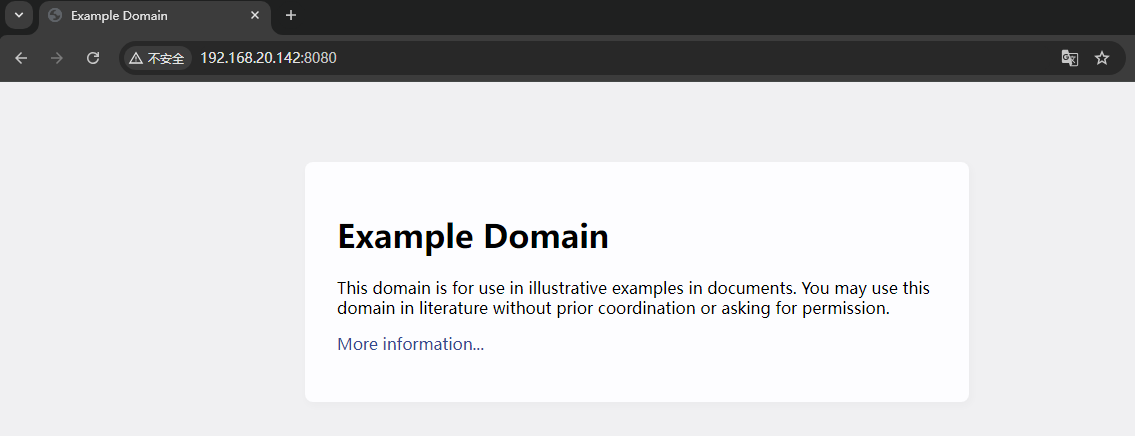 Example Domain
不安全 192.168.20.142:8080
Example Domain
This domain is for use in illustrative examples in documents. You may use this
domain in literature without prior coordination or asking for permission.
More information...